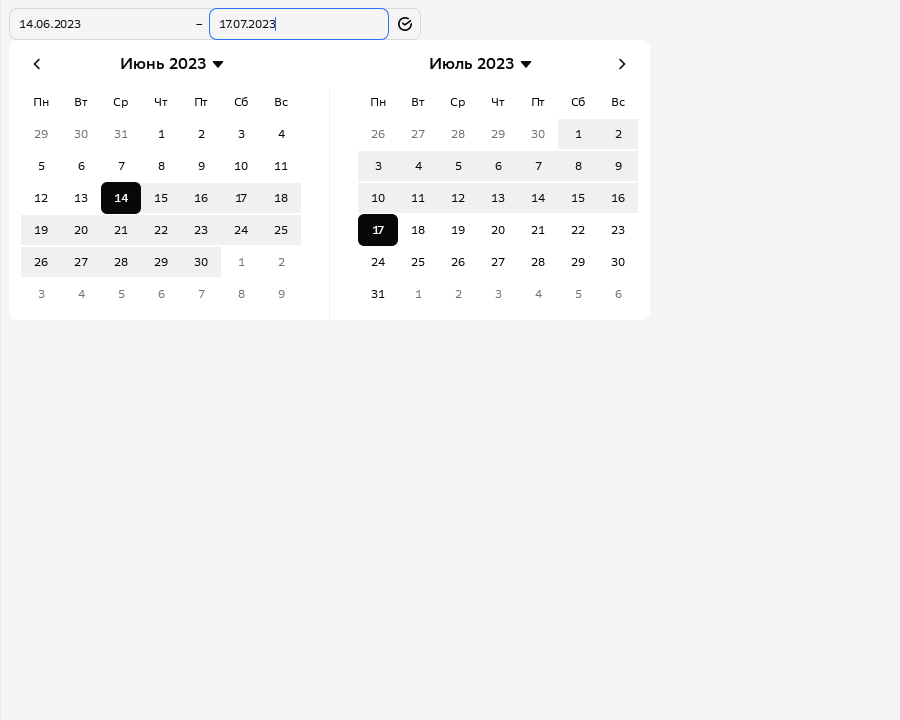 14.06.2023 – 17.07.2023
Июнь 2023
Пн Вт Ср Чт Пт Сб Вс
29 30 31 1 2 3 4
5 6 7 8 9 10 11
12 13 14 15 16 17 18
19 20 21 22 23 24 25
26 27 28 29 30 1 2
3 4 5 6 7 8 9
Июль 2023
Пн Вт Ср Чт Пт Сб Вс
26 27 28 29 30 1 2
3 4 5 6 7 8 9
10 11 12 13 14 15 16
17 18 19 20 21 22 23
24 25 26 27 28 29 30
31 1 2 3 4 5 6